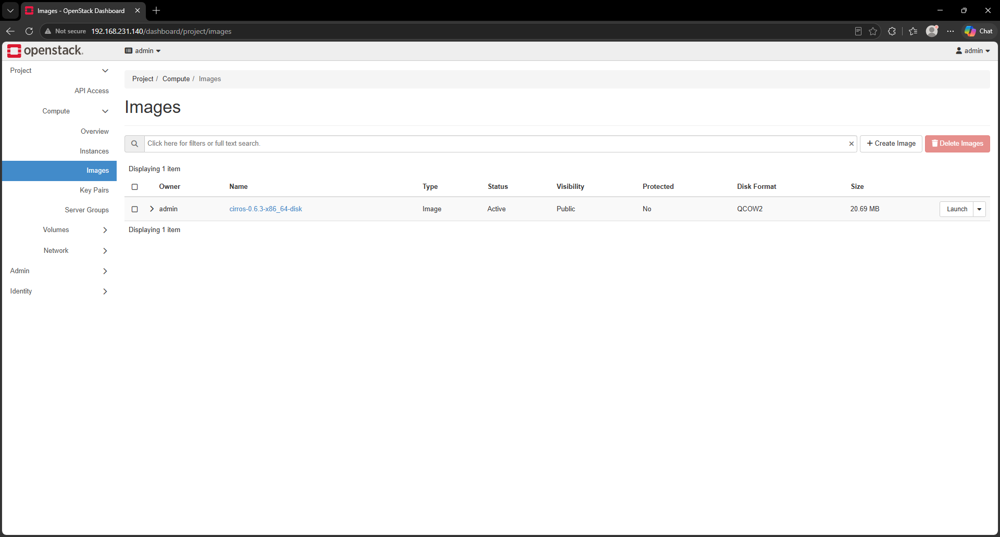 Images - OpenStack Dashboard
Not secure 192.168.231.140/dashboard/project/images
Chat
openstack.
admin
admin
Project
Project / Compute / Images
API Access
Images
Compute
Overview
Click here for filters or full text search.
Create Image
Delete Images
Instances
Images
Displaying 1 item
Key Pairs
Owner Name Type Status Visibility Protected Disk Format Size
Server Groups
admin cirros-0.6.3-x86_64-disk Image Active Public No QCOW2 20.69 MB Launch
Volumes
Displaying 1 item
Network
Admin
Identity